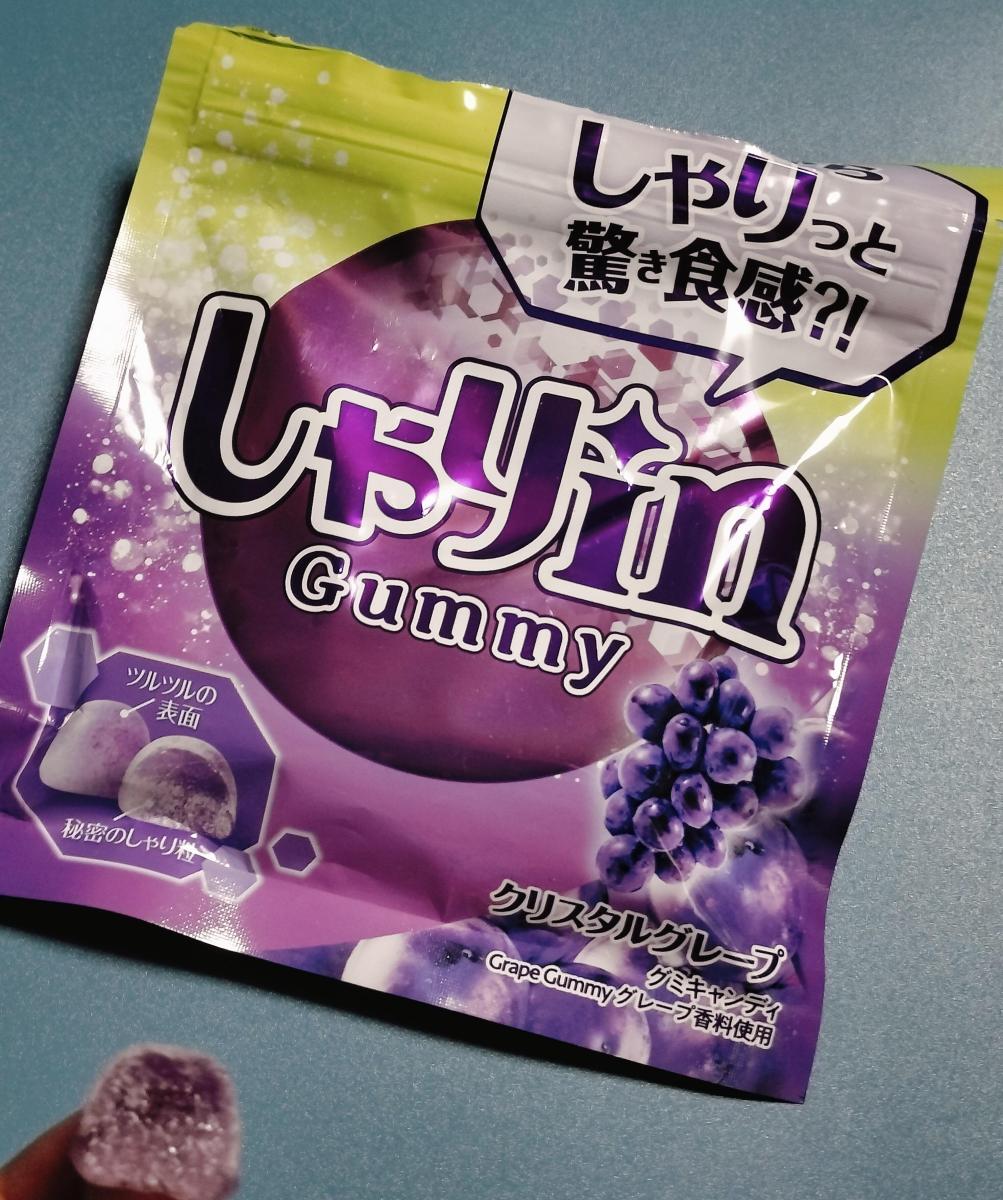 しゃりっと
驚き食感?!
しゃりin
Gummy
ツルツルの
表面
秘密のしゃり粒
クリスタルグレープ
グミキャンディ
Grape Gummy グレープ香料使用